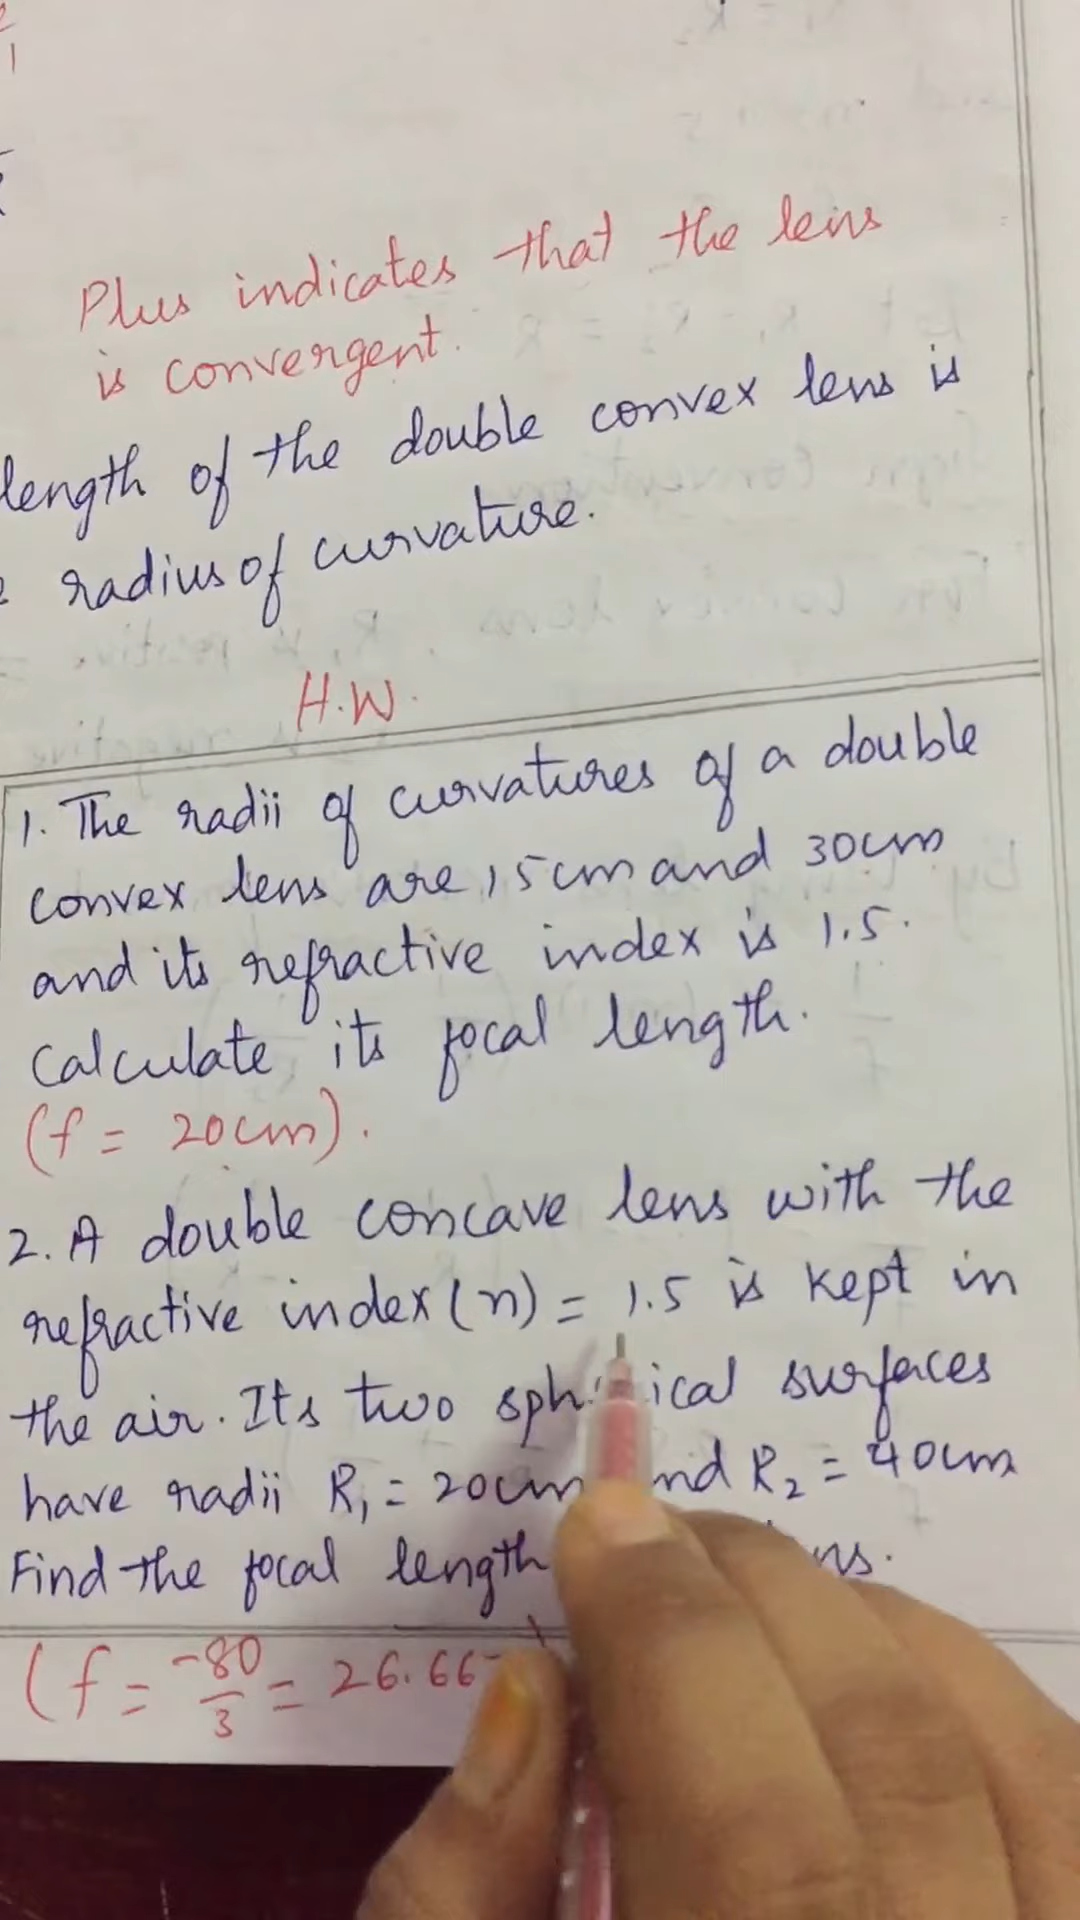 Plus indicates that the lens
is convergent.
length of the double convex lens is
radius of curvature.
H.W.
1. The radii of curvatures of a double
convex lens are 15cm and 30cm
and its refractive index is 1.5.
Calculate its focal length.
(f = 20cm).
2. A double concave lens with the
refractive index (n) = 1.5 is kept in
the air. Its two sph ical surfaces
have radii R₁ = 20cm nd R₂ = 40cm
Find the focal length ns.
(f = -80/3 = 26.66